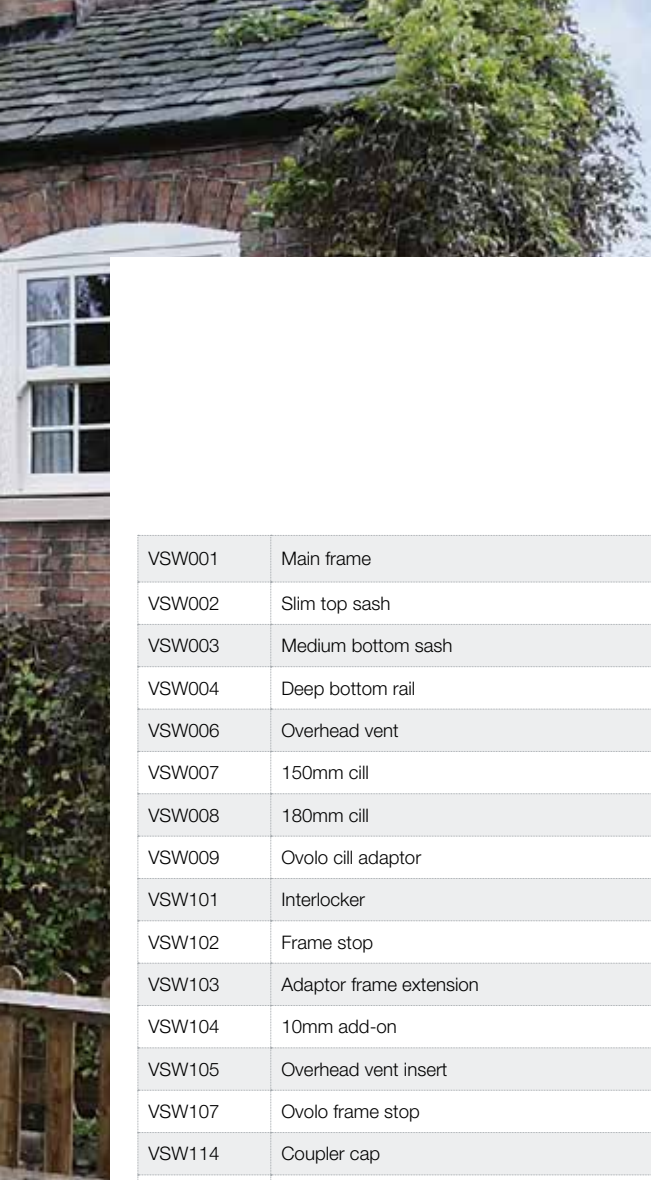 VSW001 Main frame
VSW002 Slim top sash
VSW003 Medium bottom sash
VSW004 Deep bottom rail
VSW006 Overhead vent
VSW007 150mm cill
VSW008 180mm cill
VSW009 Ovolo cill adaptor
VSW101 Interlocker
VSW102 Frame stop
VSW103 Adaptor frame extension
VSW104 10mm add-on
VSW105 Overhead vent insert
VSW107 Ovolo frame stop
VSW114 Coupler cap